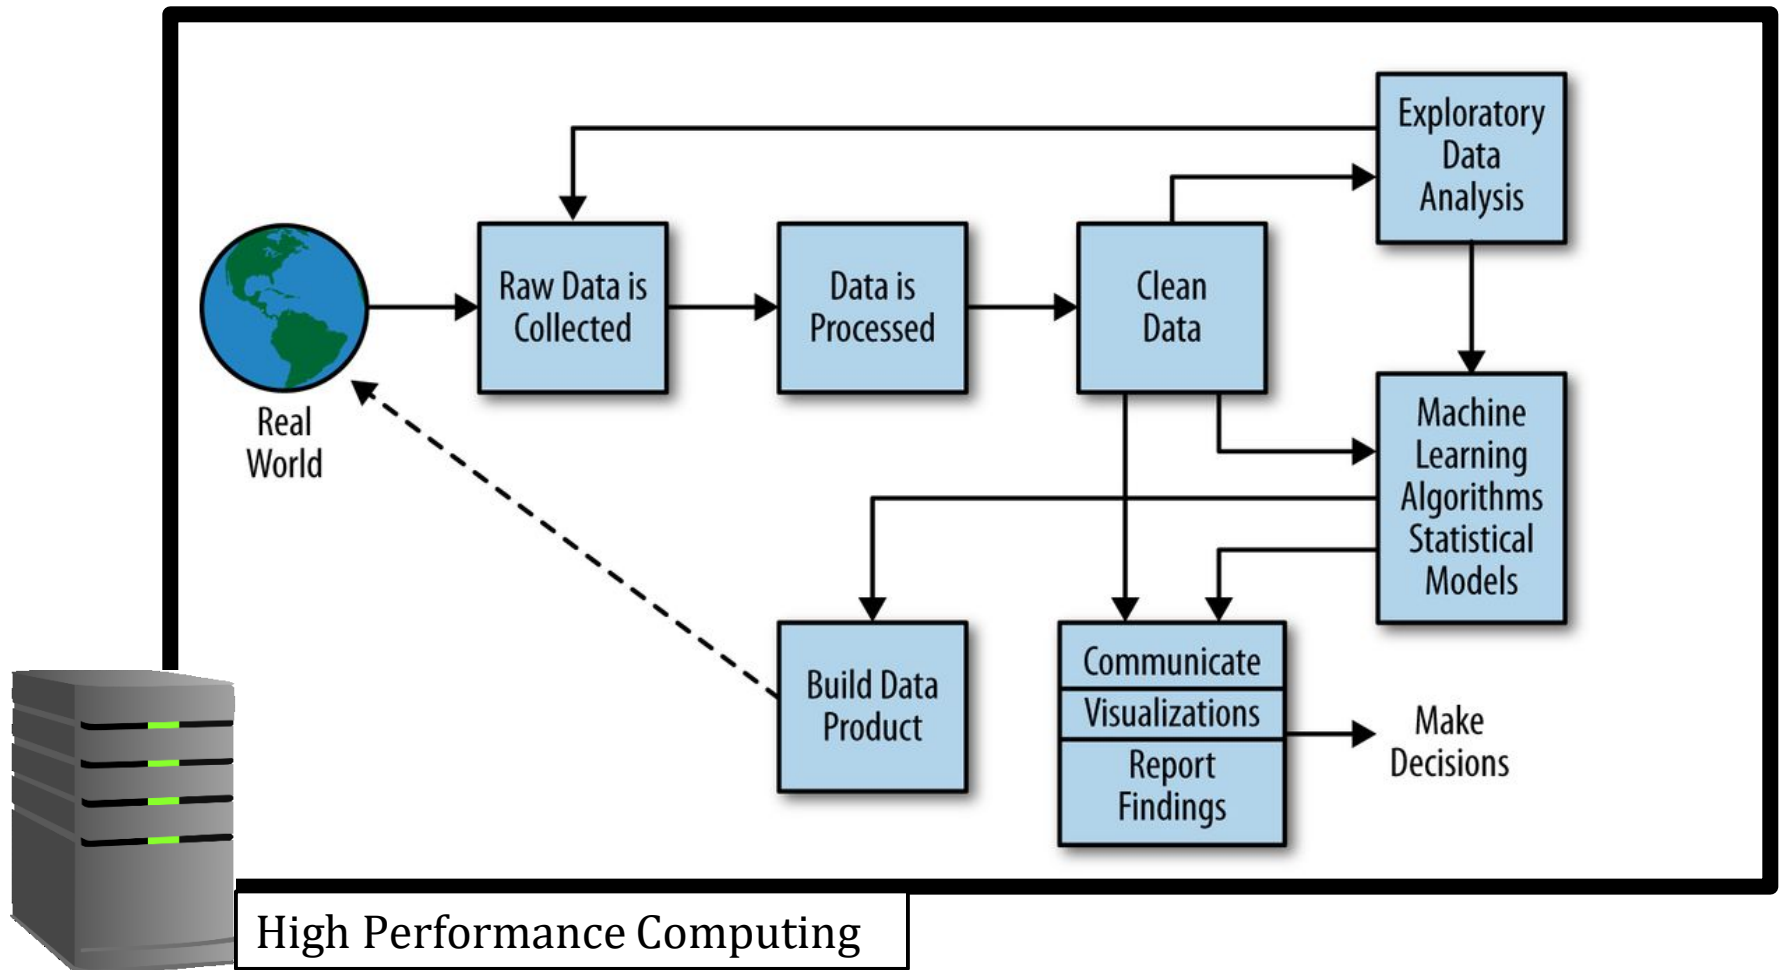 Exploratory
Data
Analysis
Raw Data is
Collected
Data is
Processed
Clean
Data
Real
World
Machine
Learning
Algorithms
Statistical
Models
Build Data
Product
Communicate
Visualizations
Report
Findings
Make
Decisions
High Performance Computing